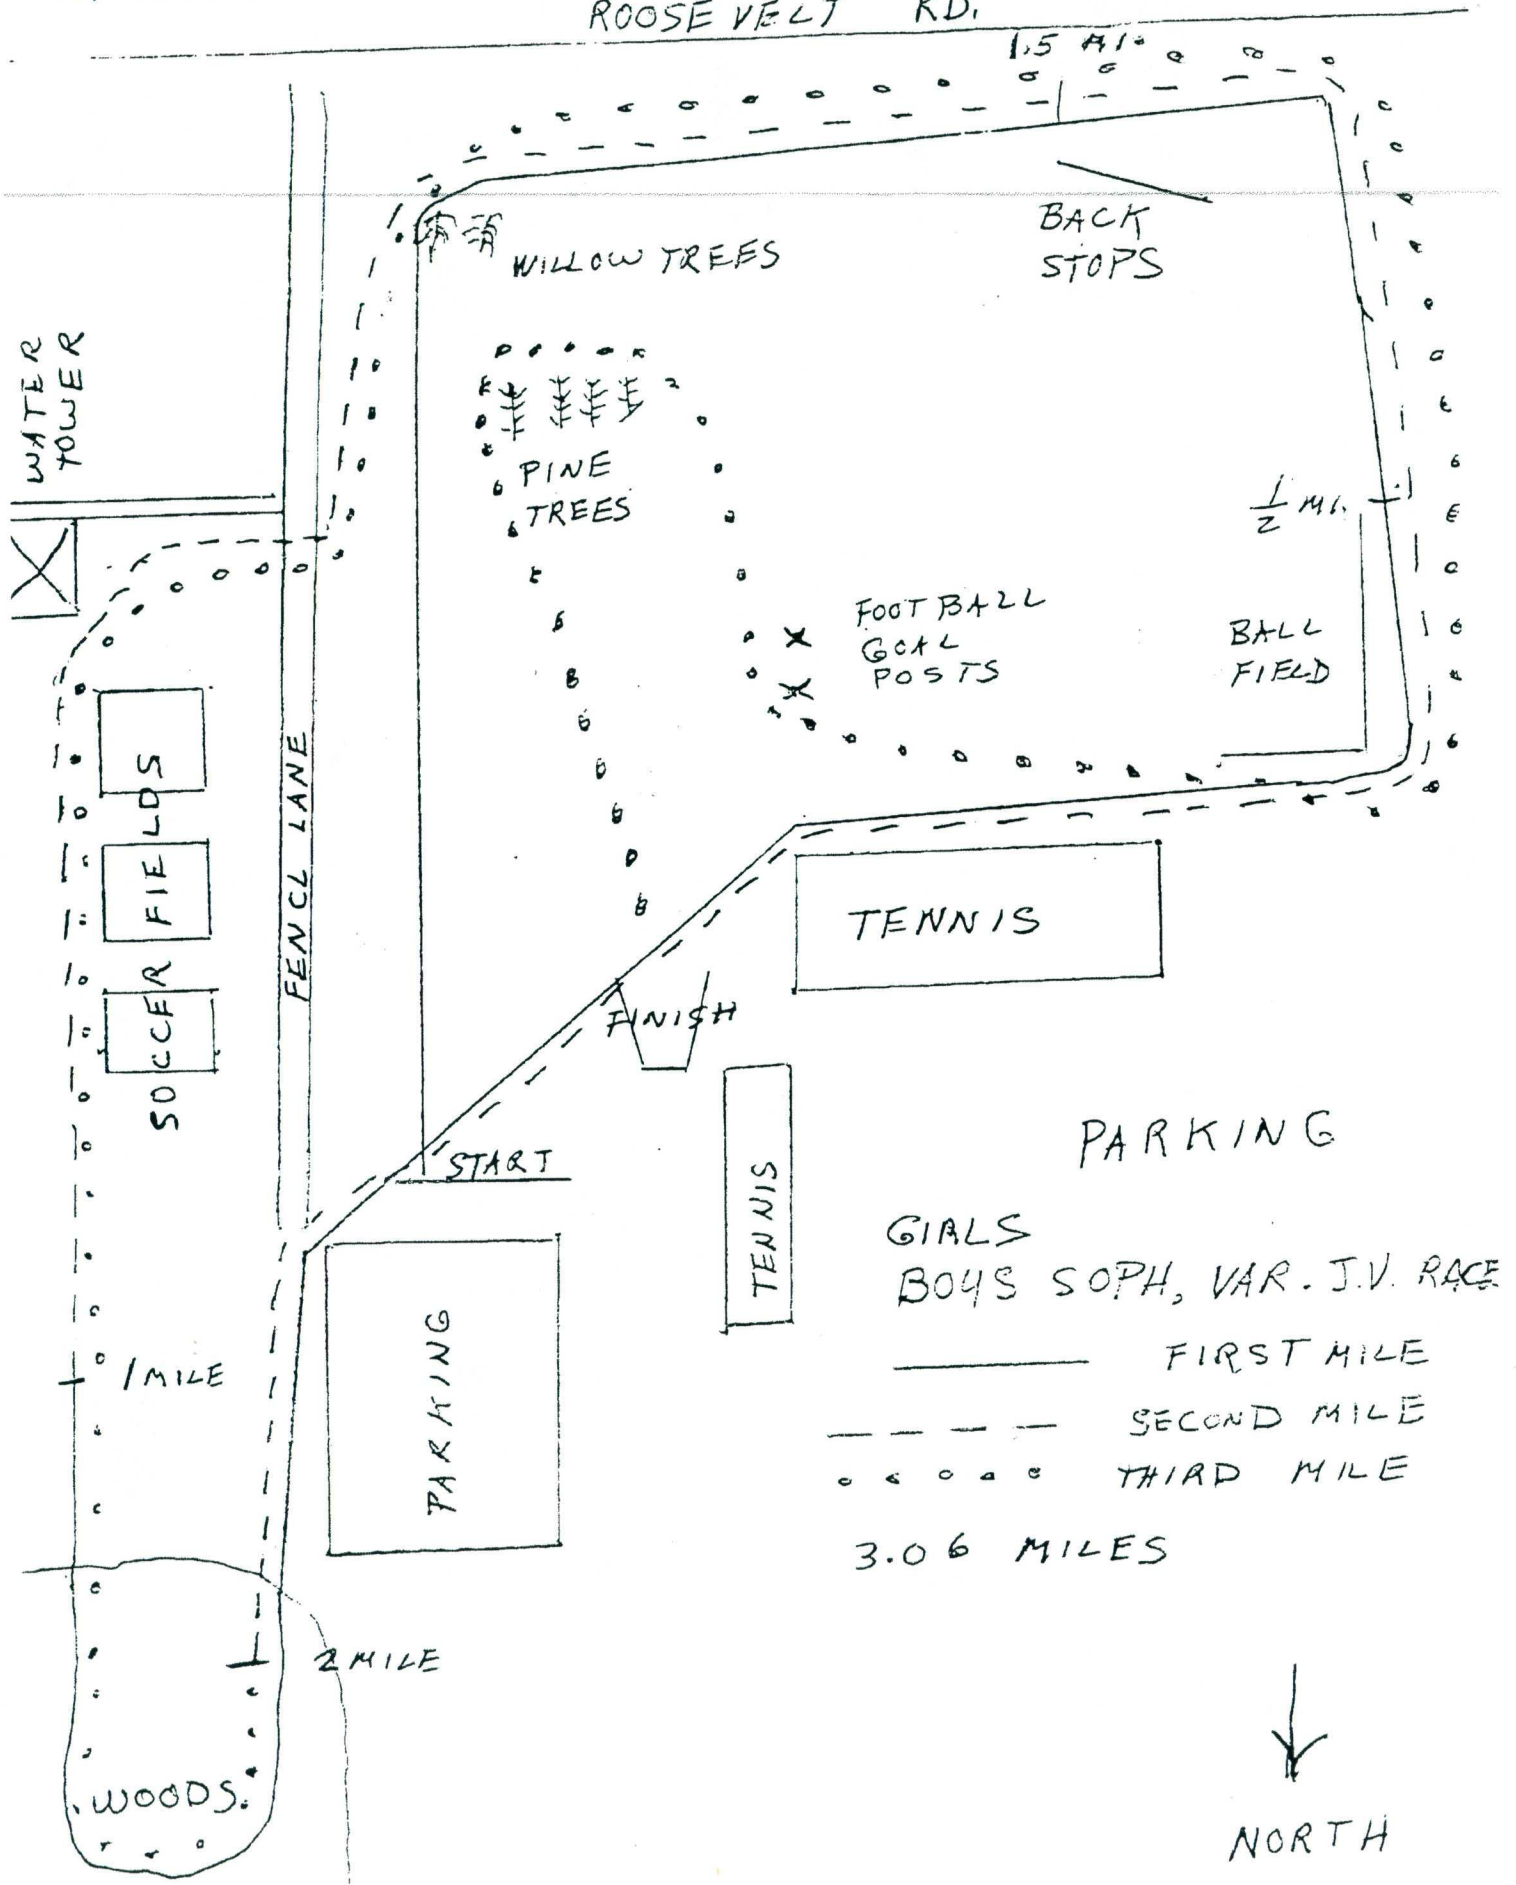 ROOSEVELT RD.
1.5 MI.
WILLOW TREES
BACK
STOPS
WATER
TOWER
PINE
TREES
1/2 MI.
FOOTBALL
GOAL
POSTS
BALL
FIELD
SOCCER FIELDS
FENCL LANE
TENNIS
FINISH
START
TENNIS
PARKING
PARKING
GIRLS
BOYS SOPH, VAR. J.V. RACE
FIRST MILE
1 MILE
SECOND MILE
THIRD MILE
3.06 MILES
2 MILE
WOODS
NORTH